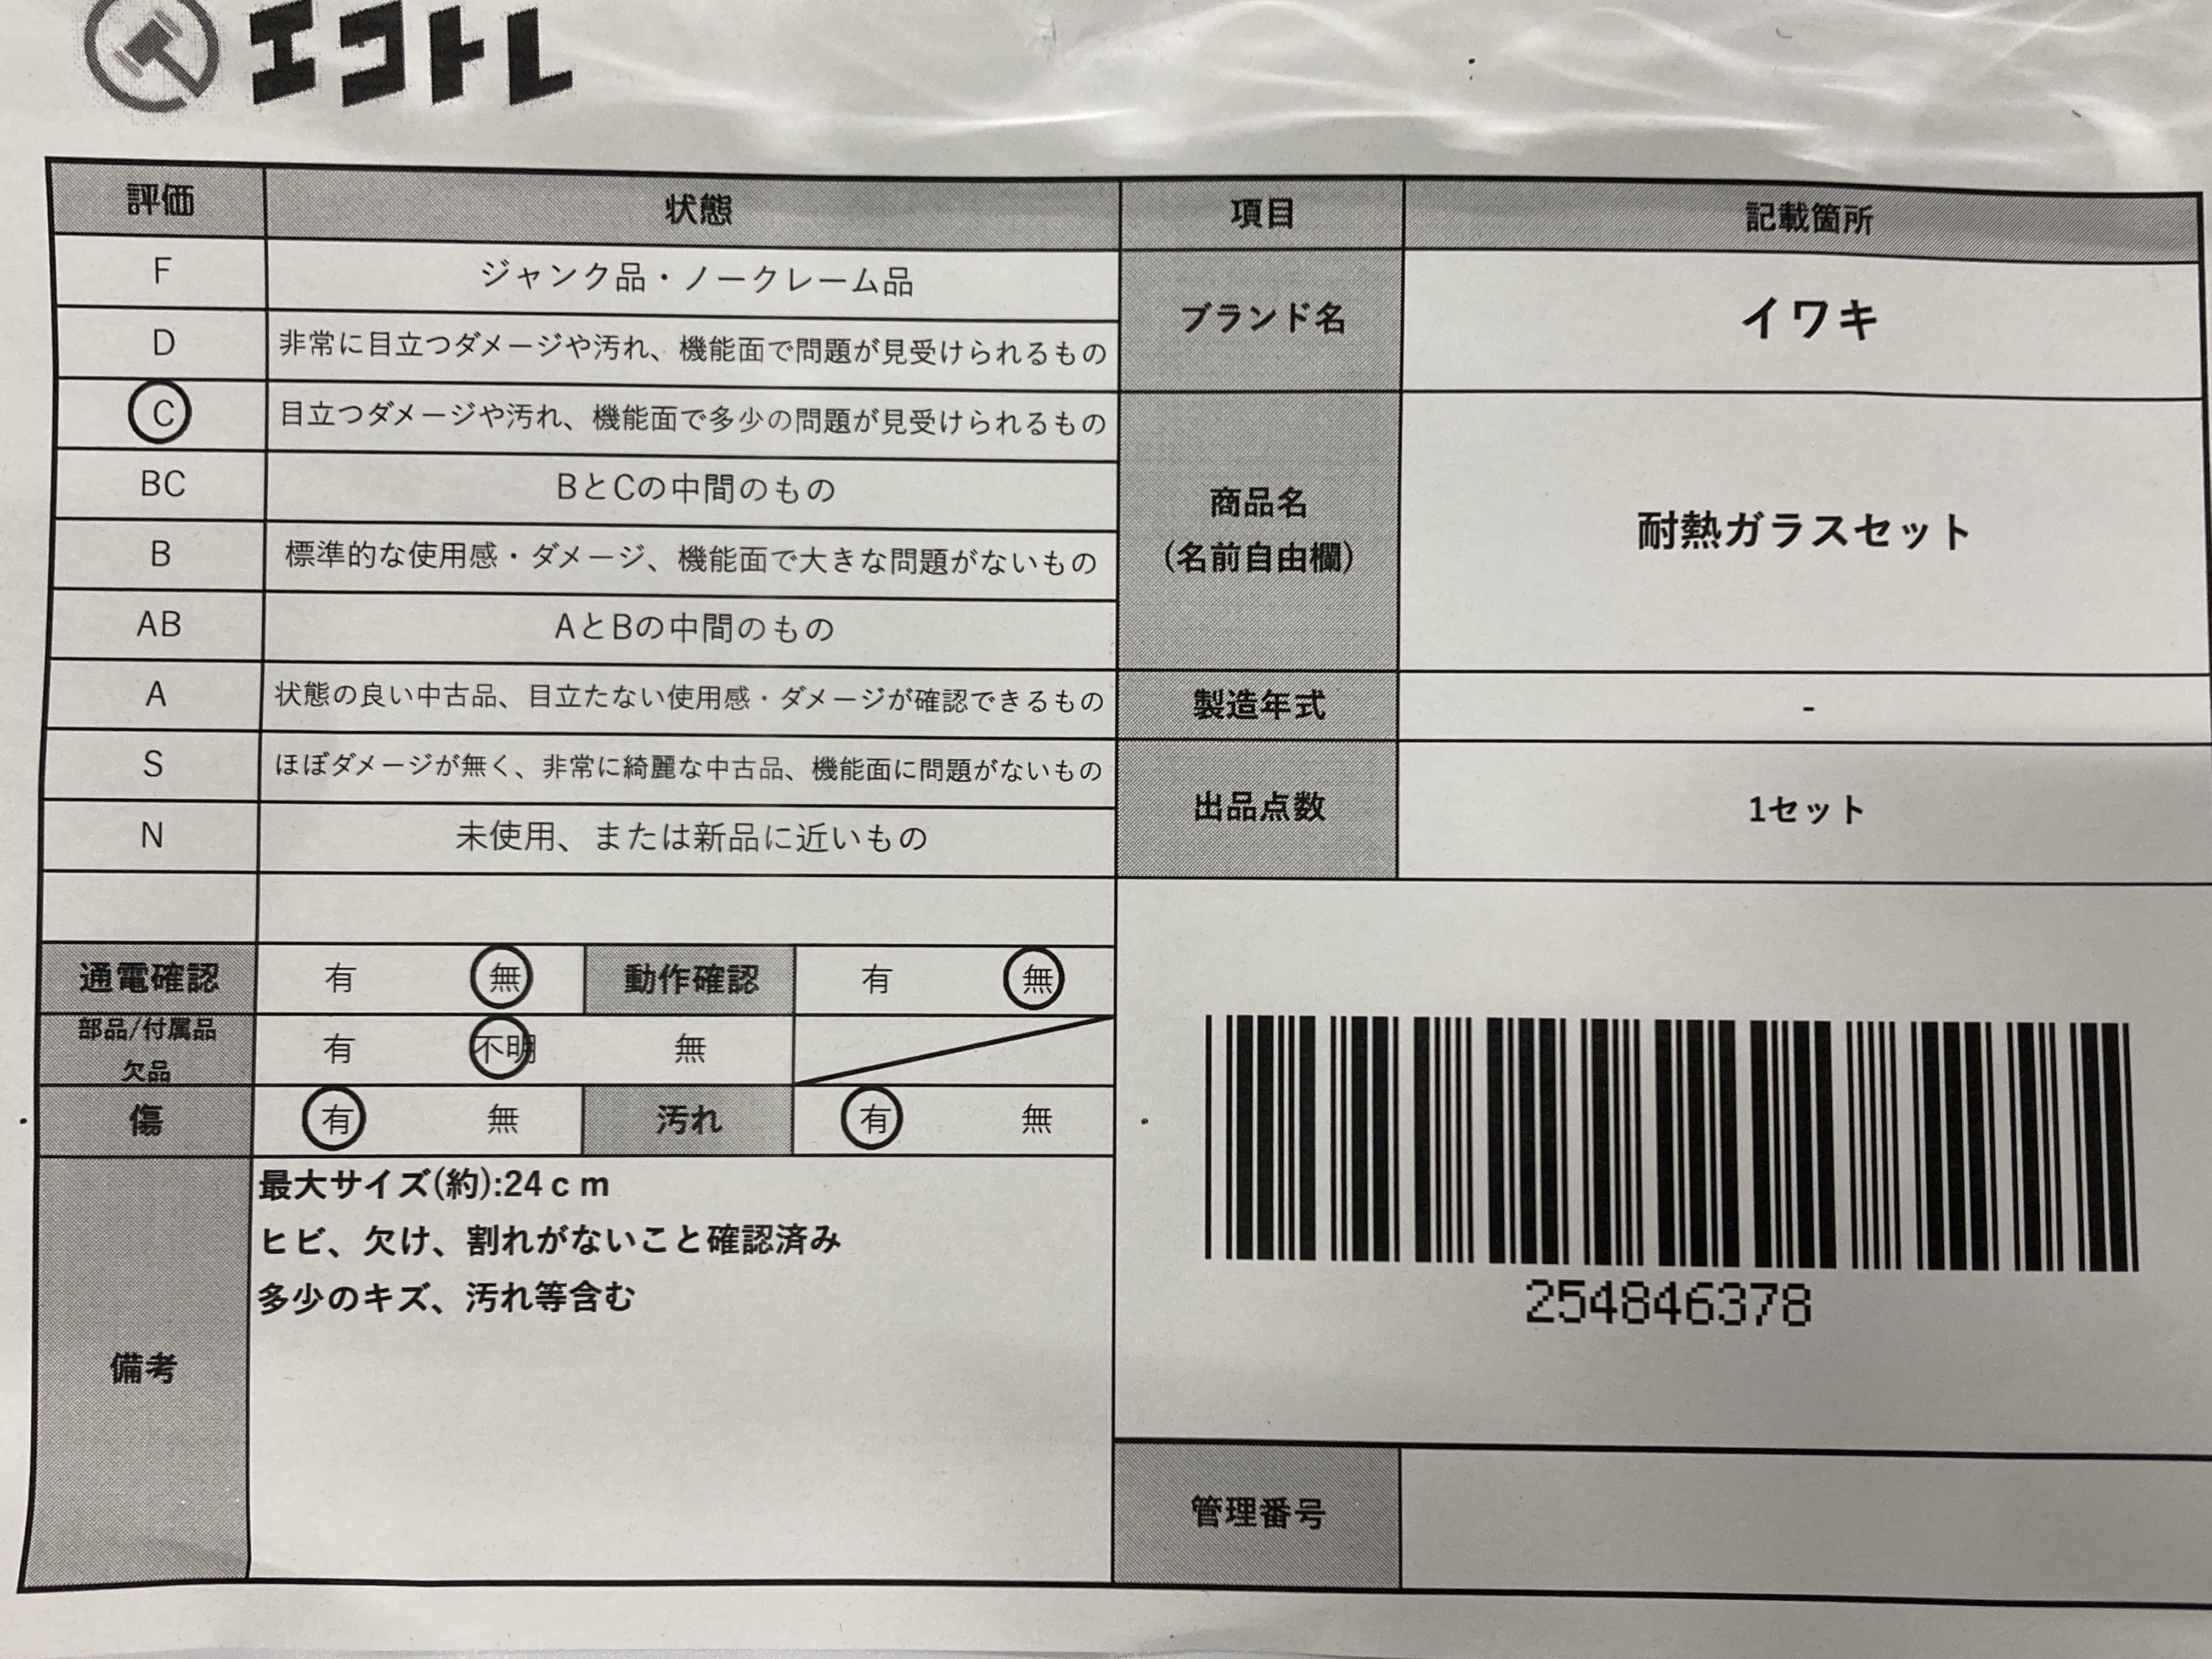 エコトレ
評価 状態 項目 記載箇所
F ジャンク品・ノークレーム品
D 非常に目立つダメージや汚れ、機能面で問題が見受けられるもの
C 目立つダメージや汚れ、機能面で多少の問題が見受けられるもの
BC BとCの中間のもの
B 標準的な使用感・ダメージ、機能面で大きな問題がないもの
AB AとBの中間のもの
A 状態の良い中古品、目立たない使用感・ダメージが確認できるもの
S ほぼダメージが無く、非常に綺麗な中古品、機能面に問題がないもの
N 未使用、または新品に近いもの
ブランド名 イワキ
商品名
(名前自由欄)
耐熱ガラスセット
製造年式 -
出品点数 1セット
通電確認 有 無 動作確認 有 無
部品/付属品
欠品
有 不明 無
傷 有 無 汚れ 有 無
備考
最大サイズ(約):24ｃｍ
ヒビ、欠け、割れがないこと確認済み
多少のキズ、汚れ等含む
254846378
管理番号